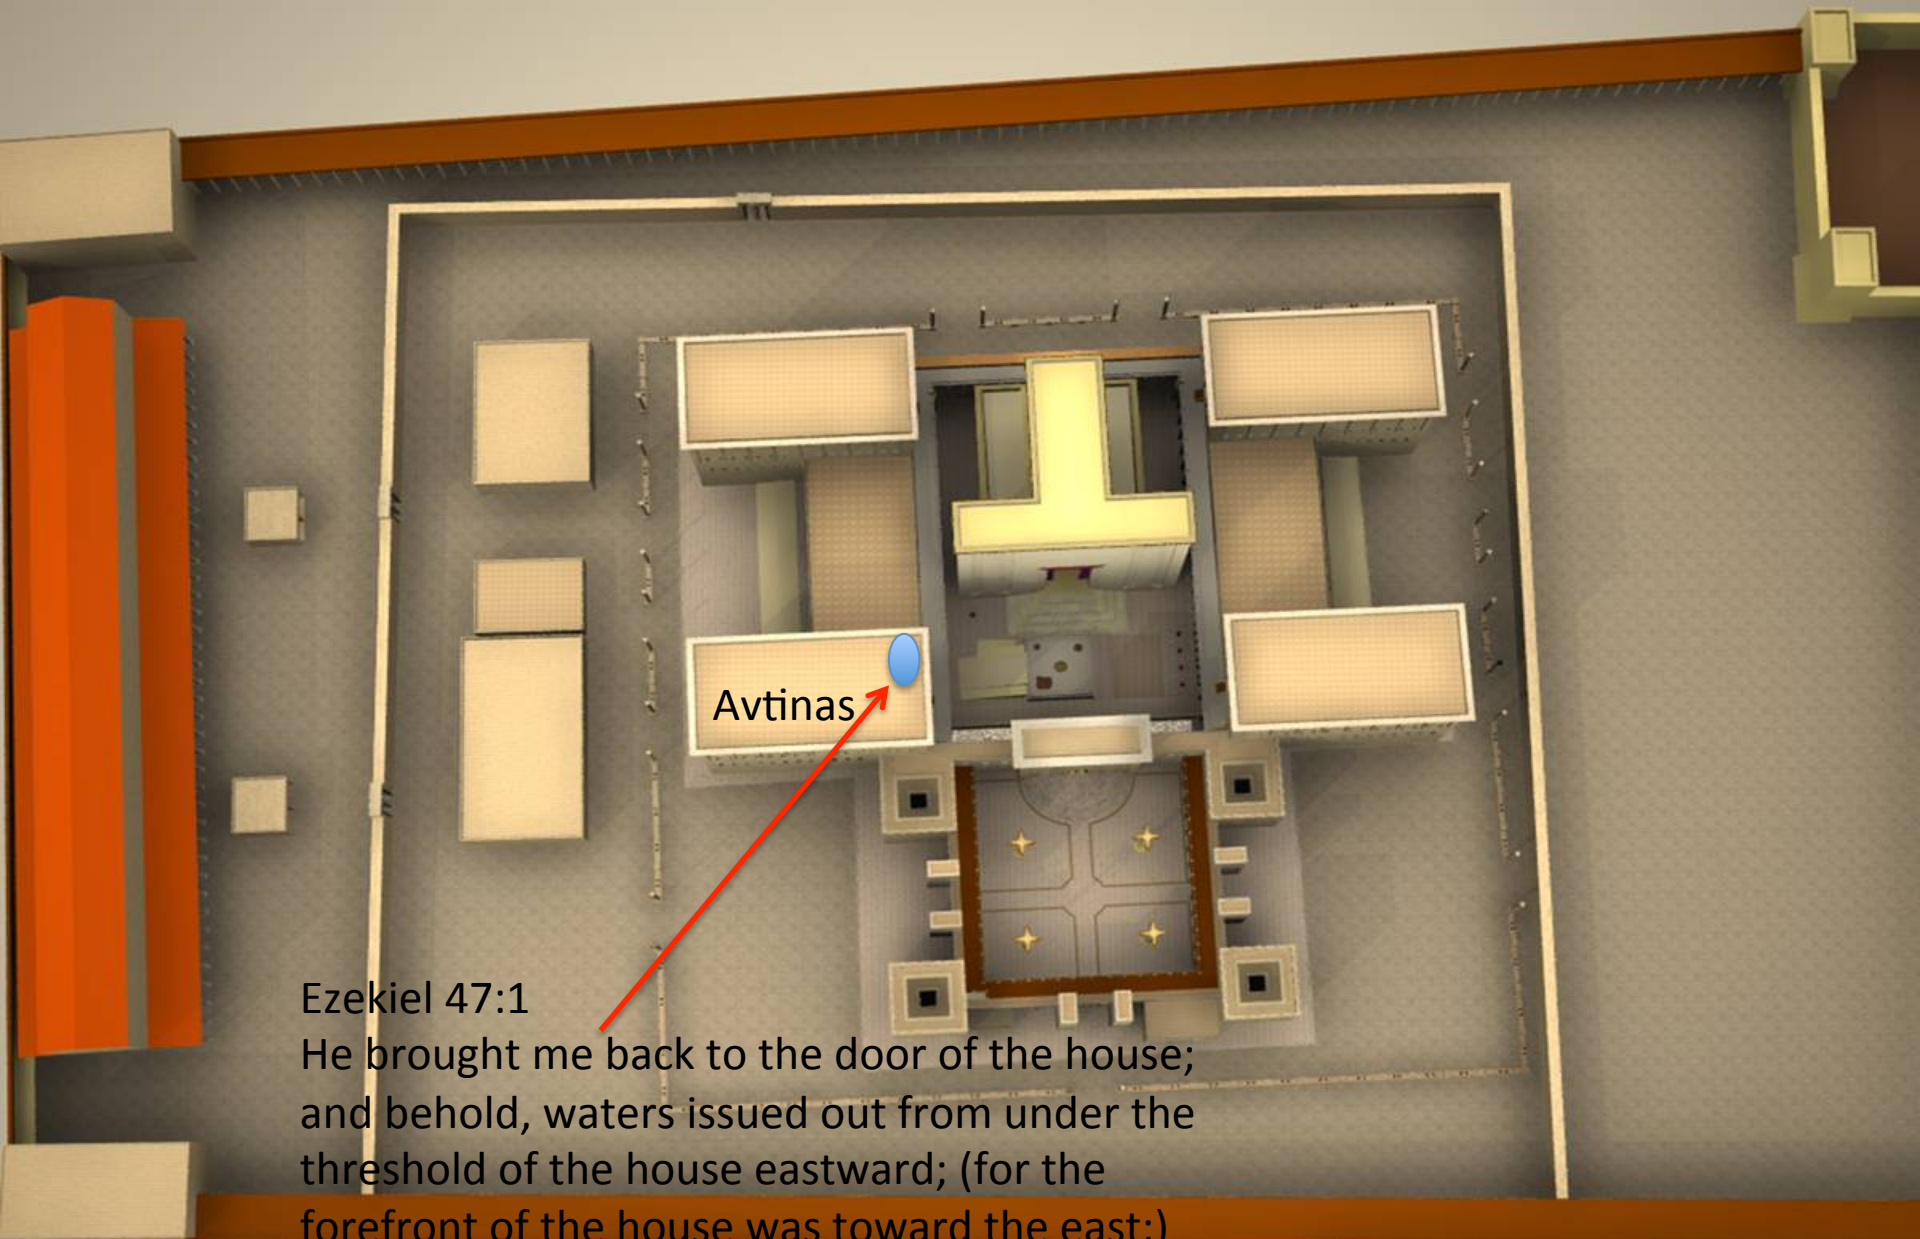 Avtinas
Ezekiel 47:1
He brought me back to the door of the house;
and behold, waters issued out from under the
threshold of the house eastward; (for the
forefront of the house was toward the east;)